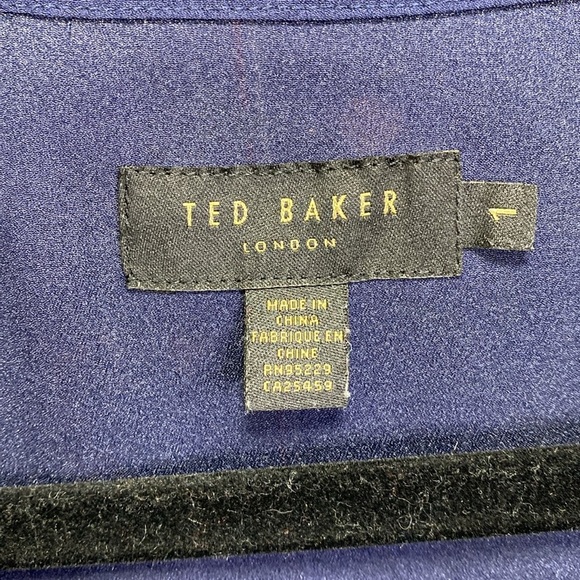 TED BAKER
LONDON
1
MADE IN
CHINA
FABRIQUE EN
CHINE
RN95229
CA25459